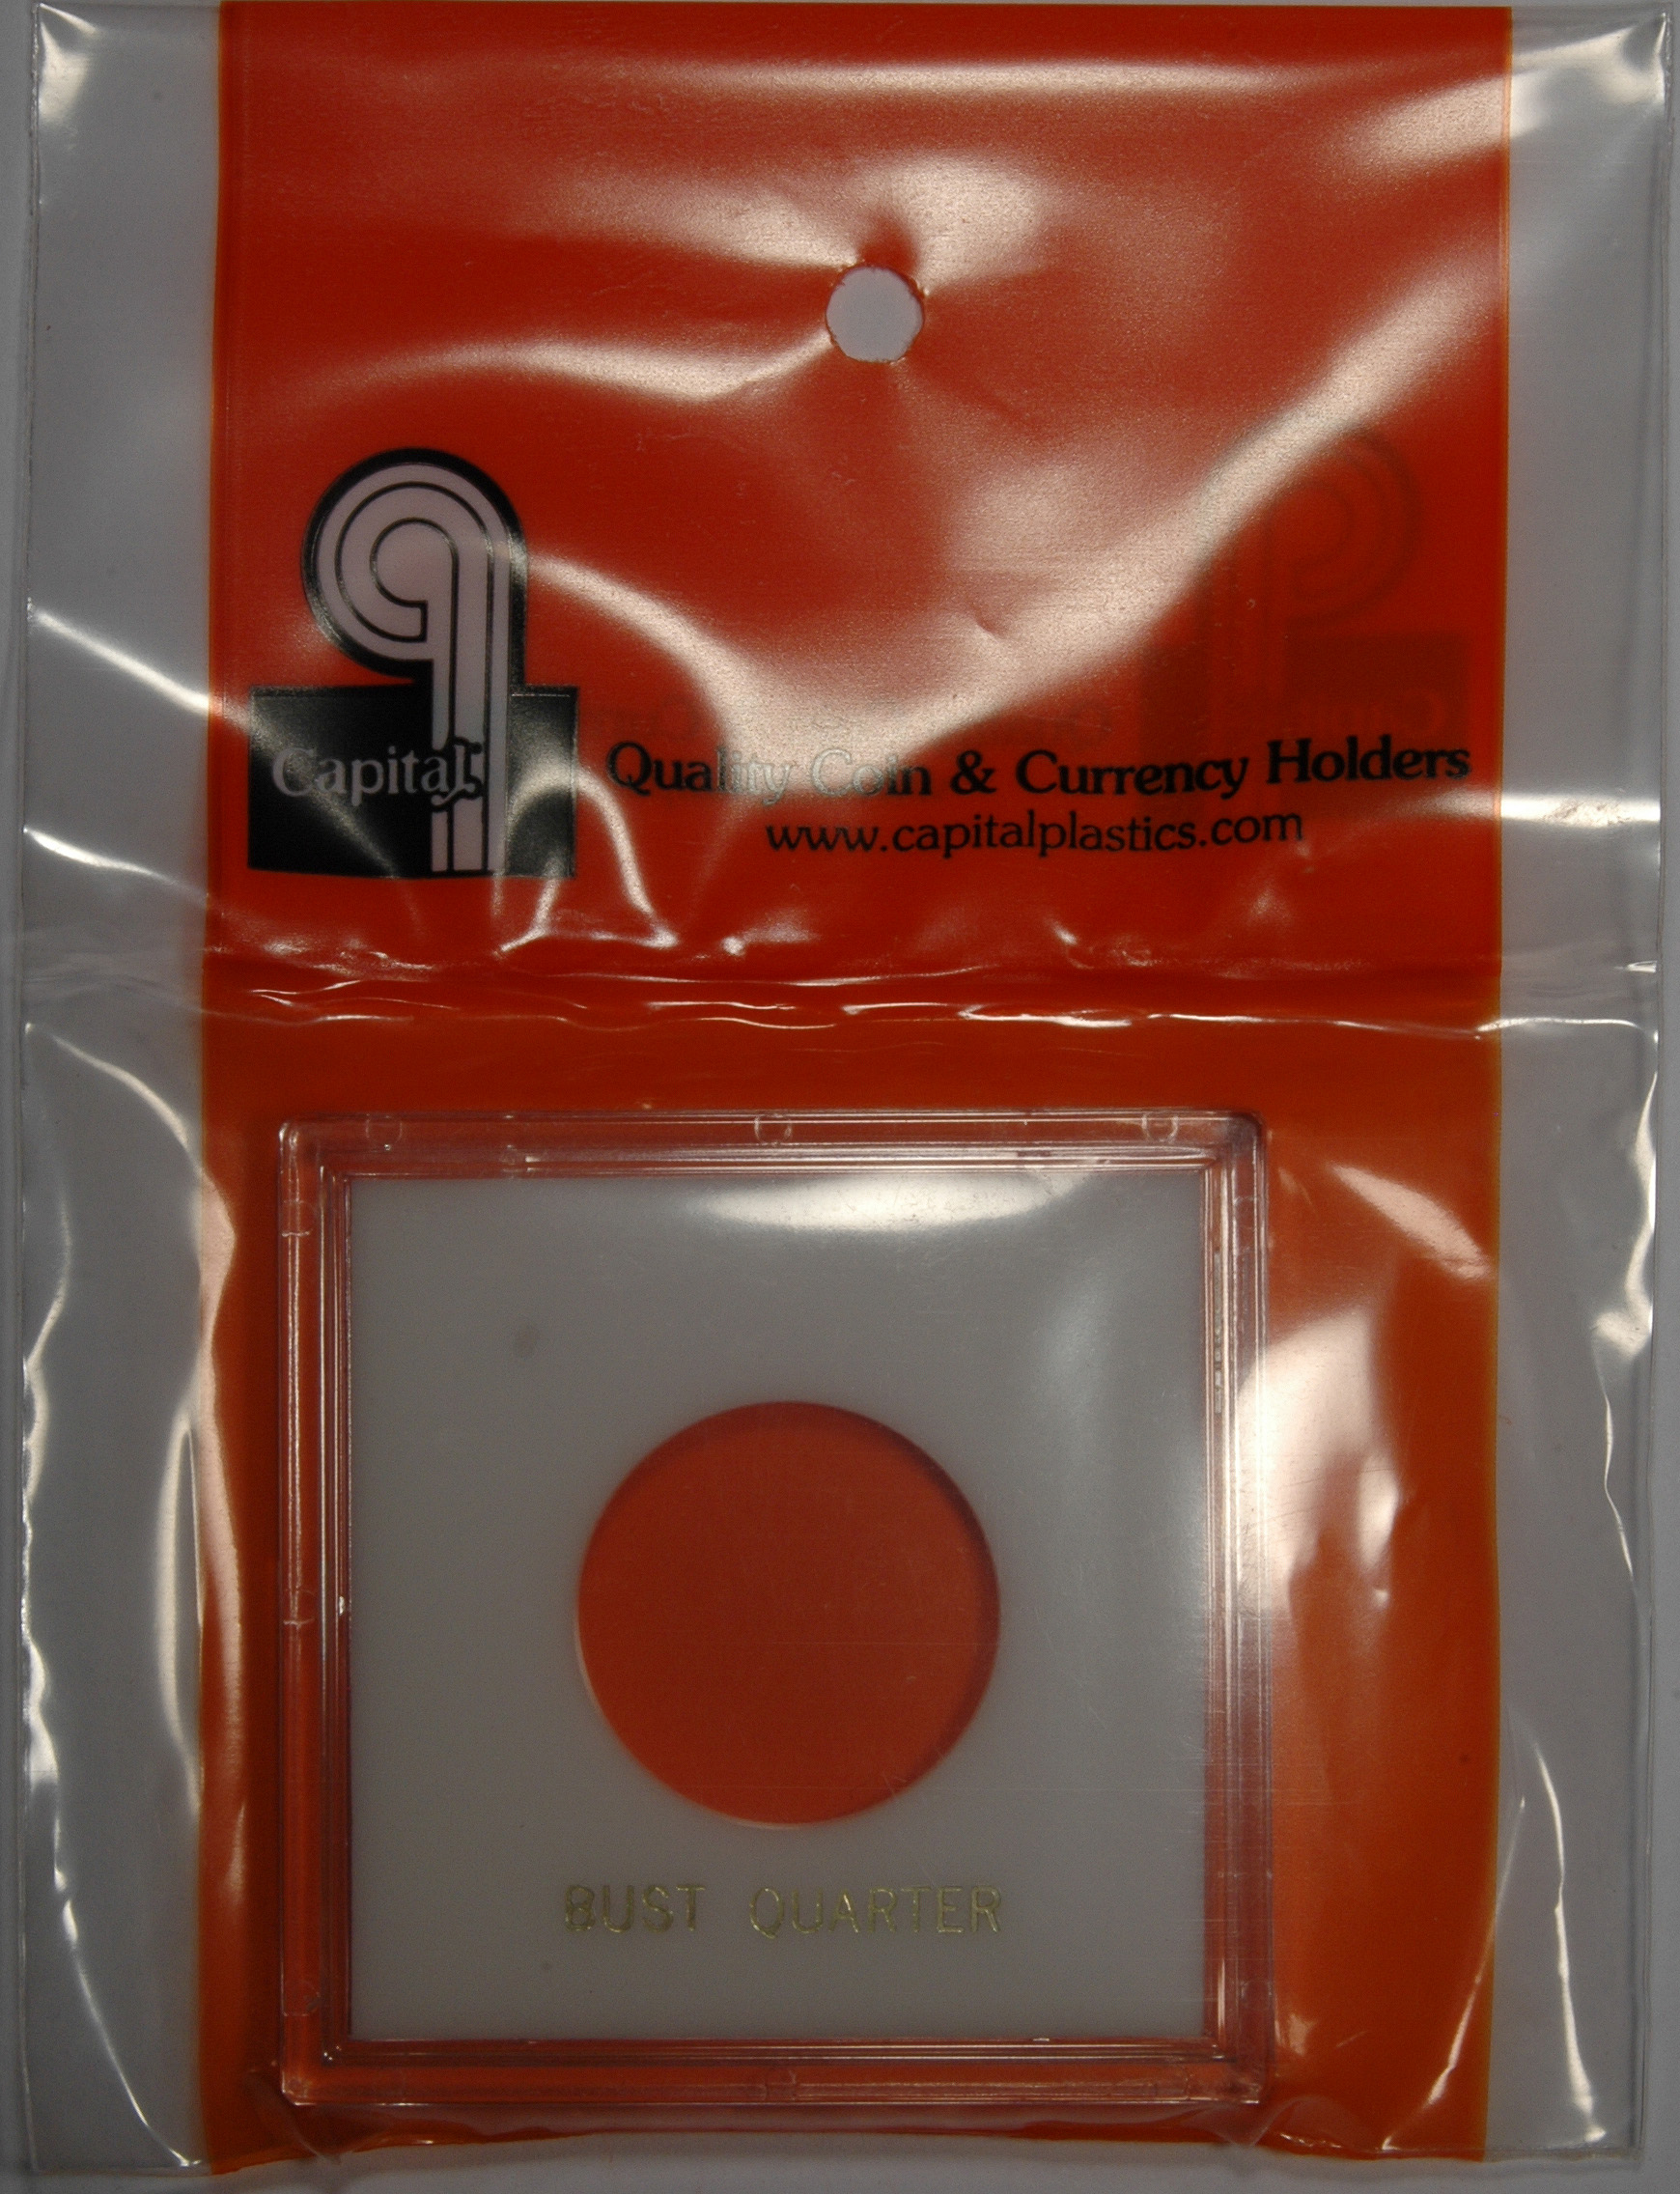 Capital
Quality Coin & Currency Holders
www.capitalplastics.com
BUST QUARTER